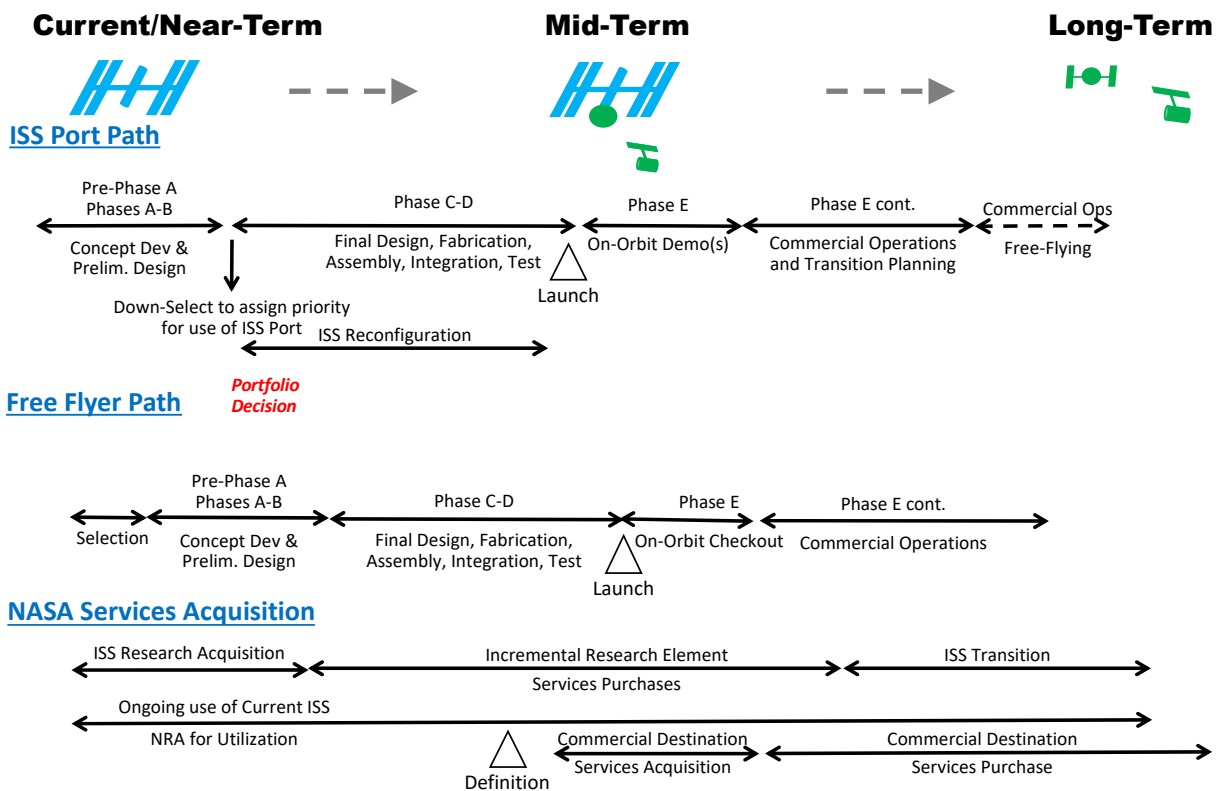 Current/Near-Term
Mid-Term
Long-Term
ISS Port Path
Pre-Phase A
Phases A-B
Concept Dev &
Prelim. Design
Phase C-D
Final Design, Fabrication,
Assembly, Integration, Test
Launch
Phase E
On-Orbit Demo(s)
Phase E cont.
Commercial Operations
and Transition Planning
Commercial Ops
Free-Flying
Down-Select to assign priority
for use of ISS Port
ISS Reconfiguration
Portfolio
Decision
Free Flyer Path
Selection
Pre-Phase A
Phases A-B
Concept Dev &
Prelim. Design
Phase C-D
Final Design, Fabrication,
Assembly, Integration, Test
Launch
Phase E
On-Orbit Checkout
Phase E cont.
Commercial Operations
NASA Services Acquisition
ISS Research Acquisition
Incremental Research Element
Services Purchases
ISS Transition
Ongoing use of Current ISS
NRA for Utilization
Definition
Commercial Destination
Services Acquisition
Commercial Destination
Services Purchase